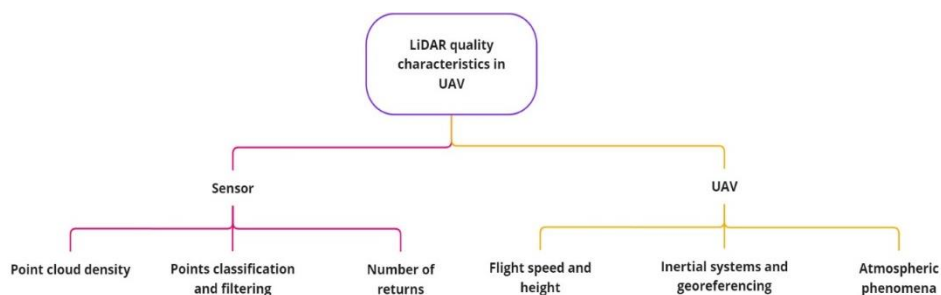 LiDAR quality
characteristics in
UAV
Sensor
UAV
Point cloud density
Points classification
and filtering
Number of
returns
Flight speed and
height
Inertial systems and
georeferencing
Atmospheric
phenomena